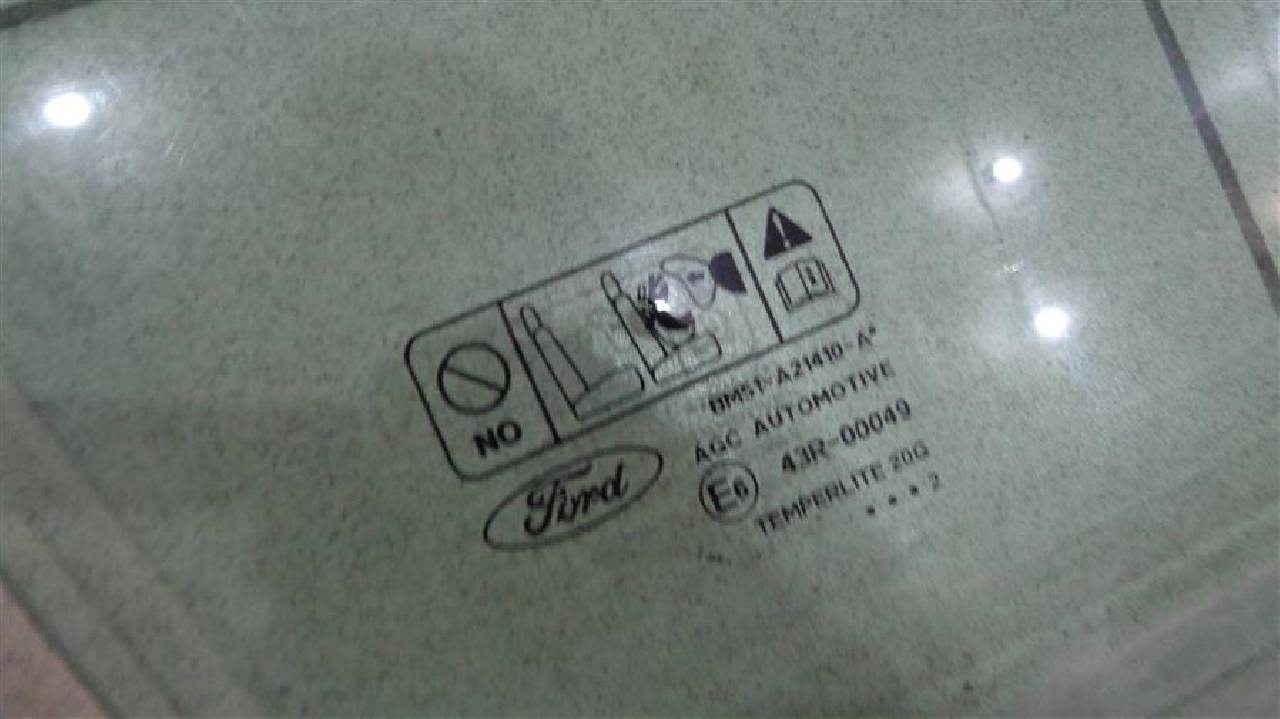 NO
Ford
BM51-A21410-A*
AGC AUTOMOTIVE
E6 43R-00049
TEMPERLITE 20G
• • • 2